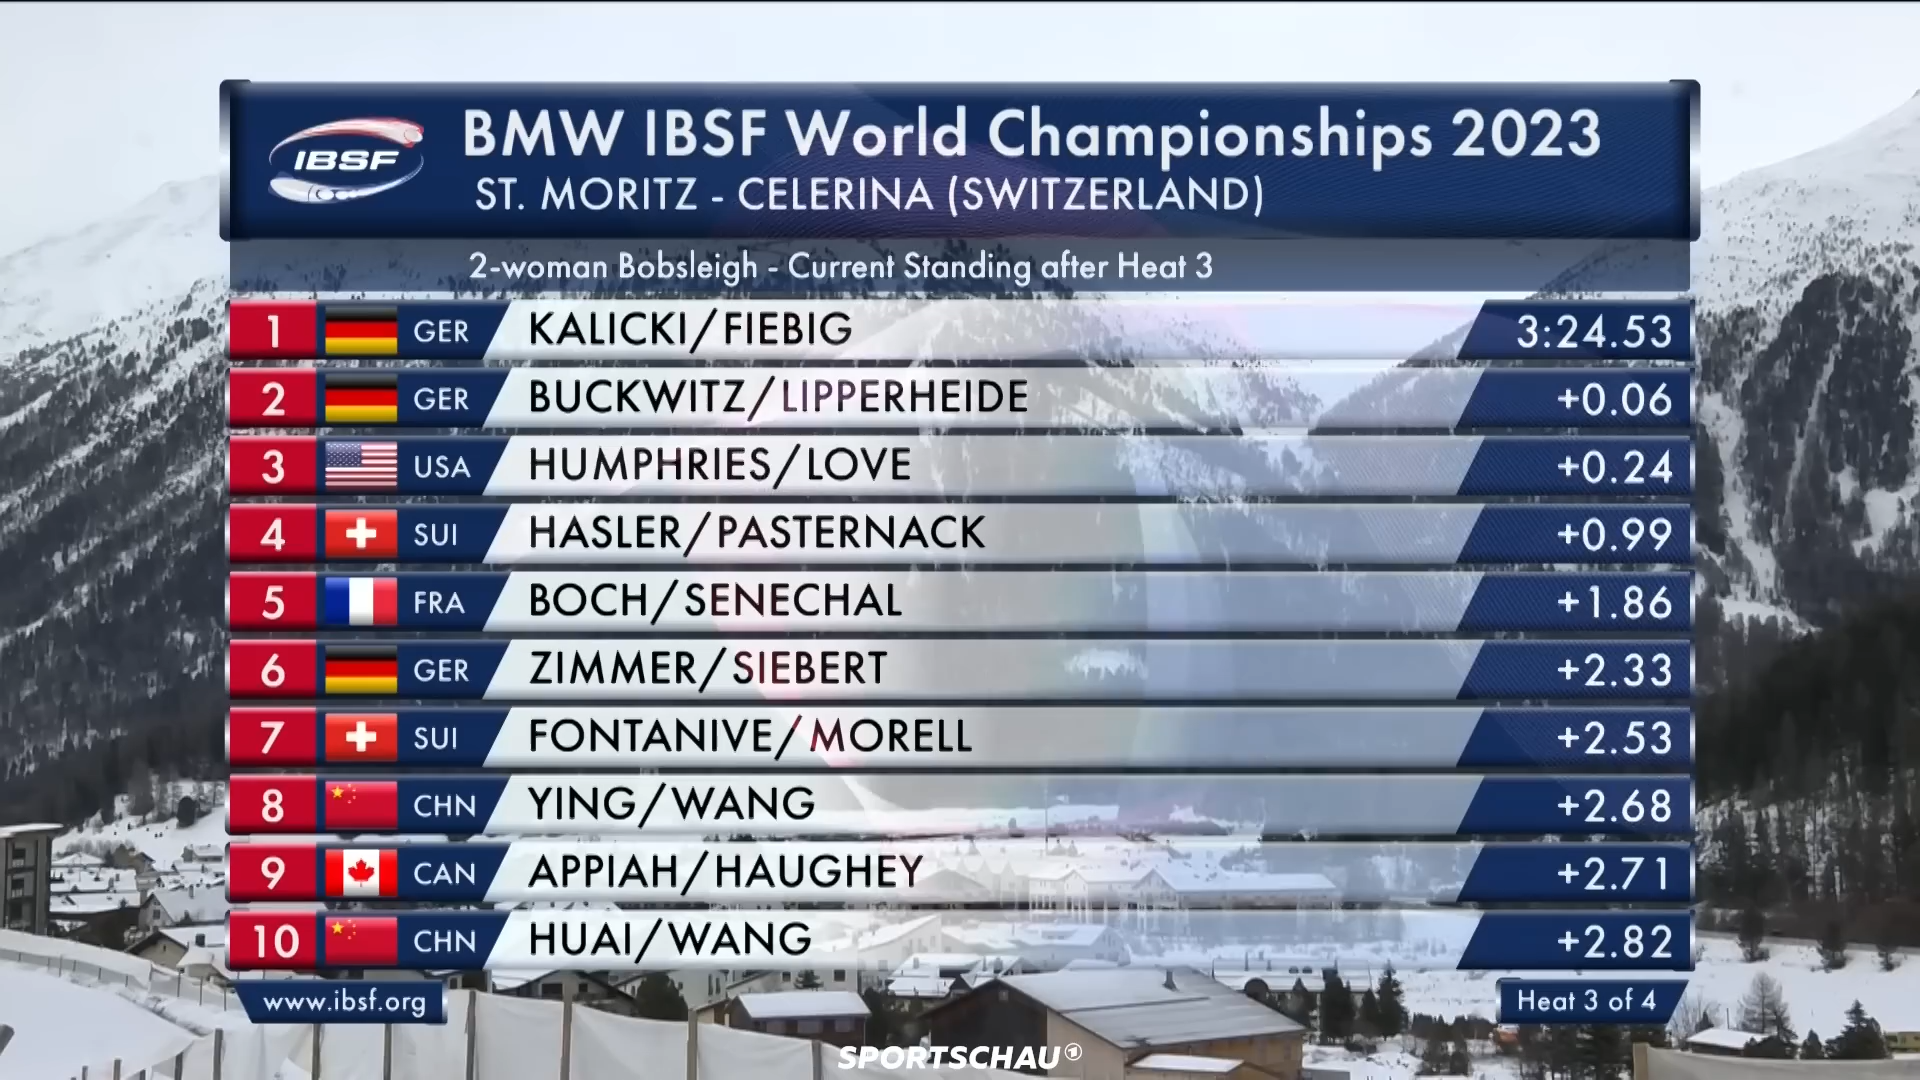 IBSF
BMW IBSF World Championships 2023
ST. MORITZ - CELERINA (SWITZERLAND)
2-woman Bobsleigh - Current Standing after Heat 3
1 GER KALICKI/FIEBIG 3:24.53
2 GER BUCKWITZ/LIPPERHEIDE +0.06
3 USA HUMPHRIES/LOVE +0.24
4 SUI HASLER/PASTERNACK +0.99
5 FRA BOCH/SENECHAL +1.86
6 GER ZIMMER/SIEBERT +2.33
7 SUI FONTANIVE/MORELL +2.53
8 CHN YING/WANG +2.68
9 CAN APPIAH/HAUGHEY +2.71
10 CHN HUAI/WANG +2.82
www.ibsf.org Heat 3 of 4
SPORTSCHAU 1